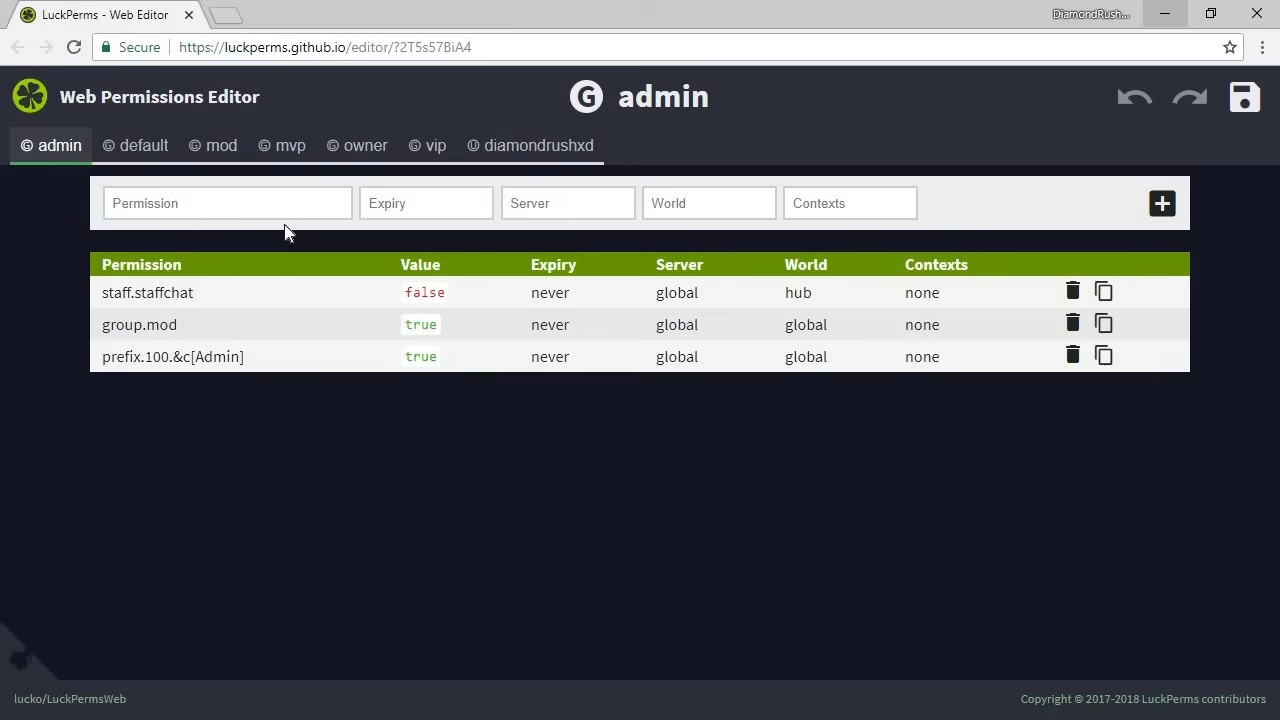 LuckPerms - Web Editor
DiamondRush...
Secure
https://luckperms.github.io/editor/?2T5s57BiA4
Web Permissions Editor
G admin
G admin
G default
G mod
G mvp
G owner
G vip
U diamondrushxd
Permission Expiry Server World Contexts
Permission Value Expiry Server World Contexts
staff.staffchat false never global hub none
group.mod true never global global none
prefix.100.&c[Admin] true never global global none
lucko/LuckPermsWeb
Copyright © 2017-2018 LuckPerms contributors